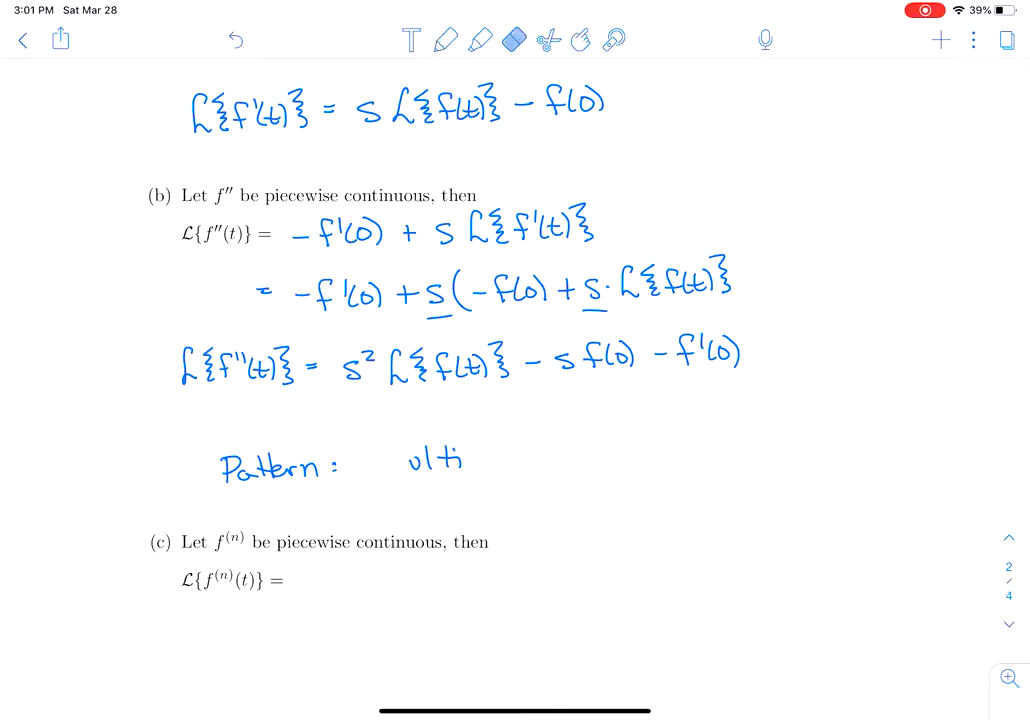 3:01 PM Sat Mar 28 39%
ℒ{f'(t)} = s ℒ{f(t)} - f(0)
(b) Let f″ be piecewise continuous, then
ℒ{f″(t)} = - f'(0) + s ℒ{f'(t)}
= -f'(0) + s(-f(0) + s · ℒ{f(t)}
ℒ{f"(t)} = s² ℒ{f(t)} - s f(0) - f'(0)
Pattern: ulti
(c) Let f⁽ⁿ⁾ be piecewise continuous, then
ℒ{f⁽ⁿ⁾(t)} =
2
/
4